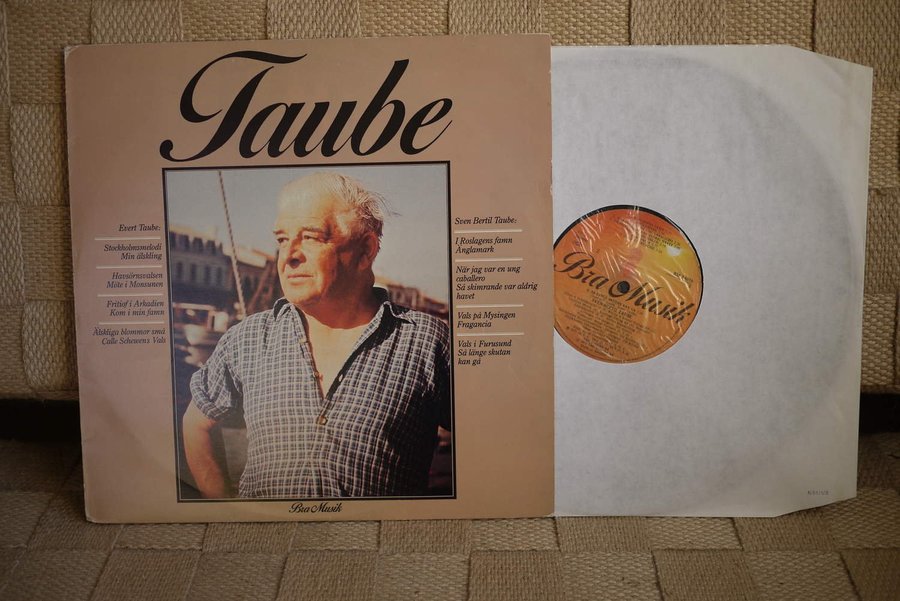 Taube
Evert Taube:
Stockholmsmelodi
Min älskling
Havsörnsvalsen
Möte i Monsunen
Fritiof i Arkadien
Kom i min famn
Älskliga blommor små
Calle Schewens Vals
Sven Bertil Taube:
I Roslagens famn
Änglamark
När jag var en ung
caballero
Så skimrande var aldrig
havet
Vals på Mysingen
Fragancia
Vals i Furusund
Så länge skutan
kan gå
Bra Musik
Bra Musik